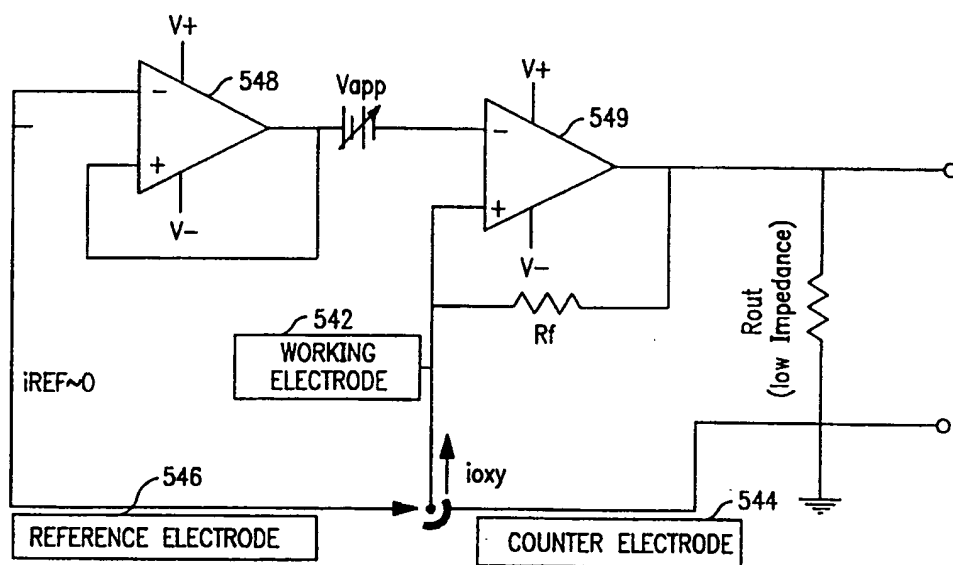 V+
548
−
+
V−
Vapp
V+
549
−
+
V−
Rf
Rout
(low Impedance)
542
WORKING
ELECTRODE
iREF~0
ioxy
546
REFERENCE ELECTRODE
544
COUNTER ELECTRODE